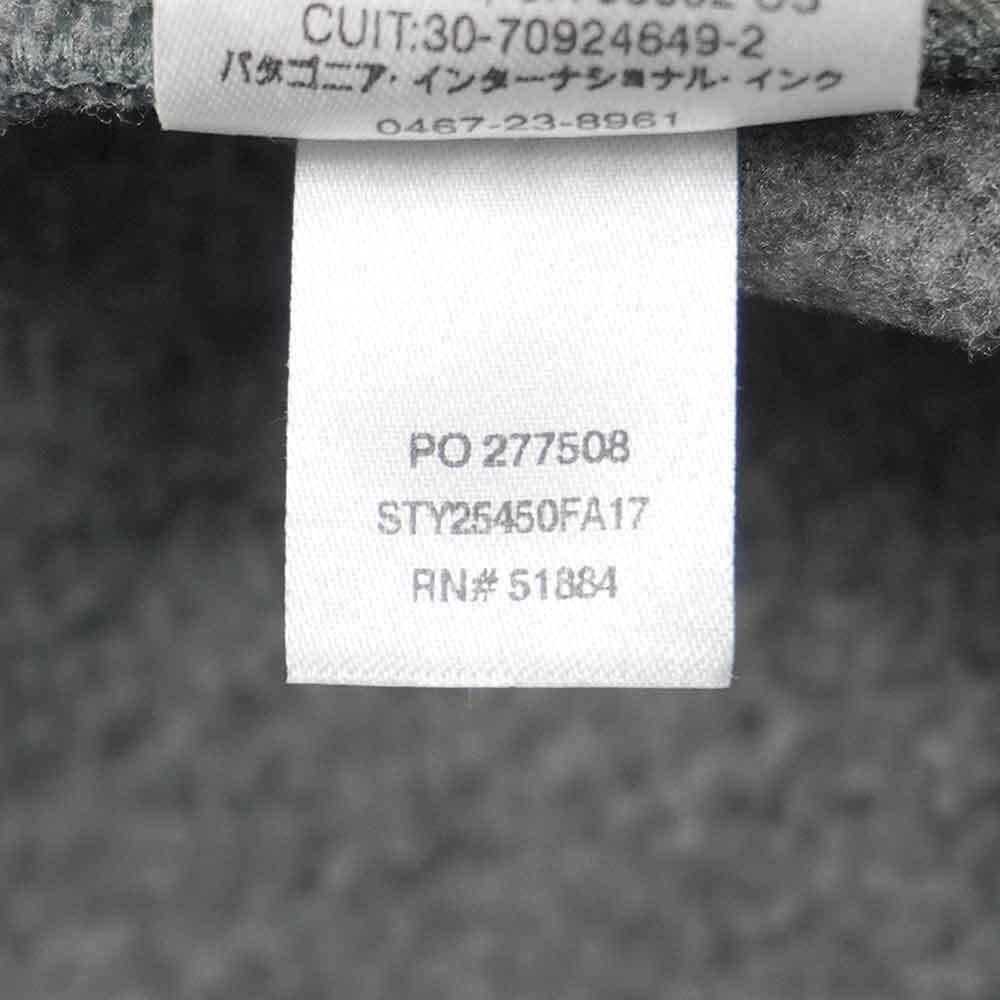 CUIT:30-70924649-2
パタゴニア・インターナショナル・インク
0467-23-8961
PO 277508
STY25450FA17
RN# 51884